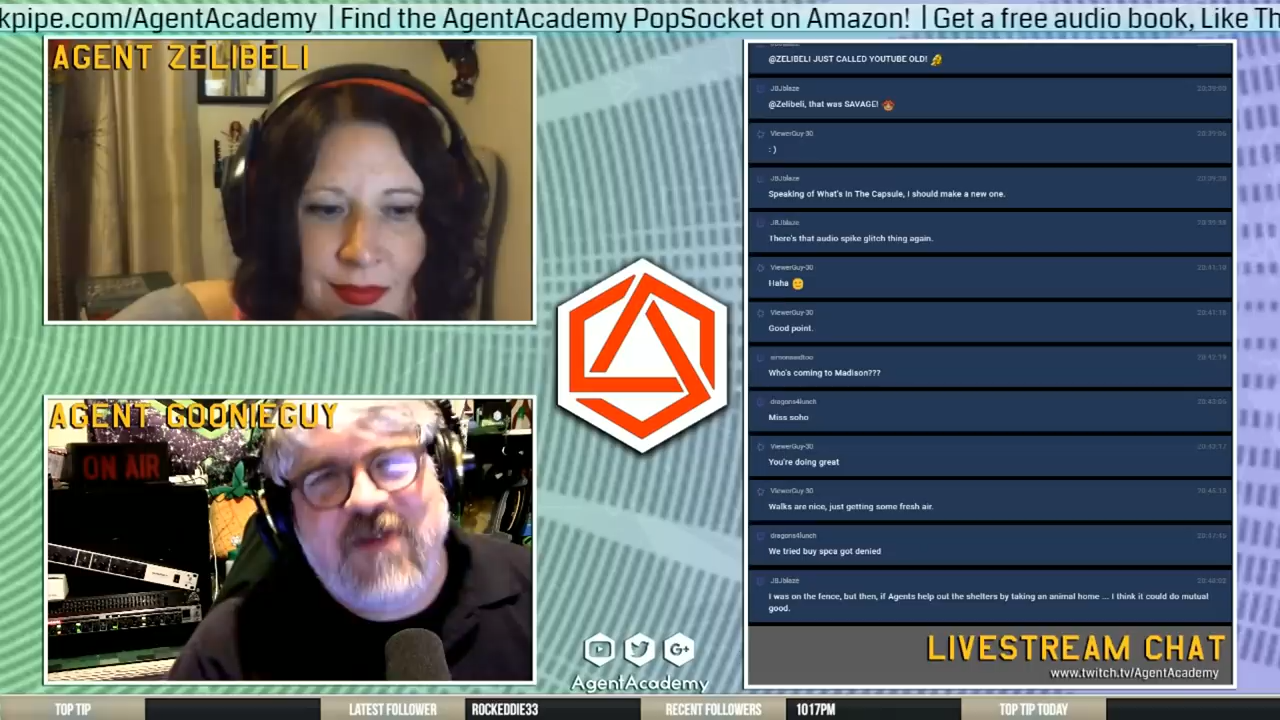 kpipe.com/AgentAcademy | Find the AgentAcademy PopSocket on Amazon! | Get a free audio book, Like Th
AGENT ZELIBELI
@ZELIBELI JUST CALLED YOUTUBE OLD!
JBJblaze
@Zelibeli, that was SAVAGE!
ViewerGuy-30
: )
JBJblaze
Speaking of What's In The Capsule, I should make a new one.
JBJblaze
There's that audio spike glitch thing again.
ViewerGuy-30
Haha
ViewerGuy-30
Good point.
Who's coming to Madison???
dragons4lunch
Miss soho
ViewerGuy-30
You're doing great
ViewerGuy-30
Walks are nice, just getting some fresh air.
dragons4lunch
We tried buy spca got denied
JBJblaze
I was on the fence, but then, if Agents help out the shelters by taking an animal home ... I think it could do mutual
good.
AGENT GOONIEGUY
ON AIR
AgentAcademy
LIVESTREAM CHAT
www.twitch.tv/AgentAcademy
TOP TIP
LATEST FOLLOWER
ROCKEDDIE33
RECENT FOLLOWERS
1017PM
TOP TIP TODAY